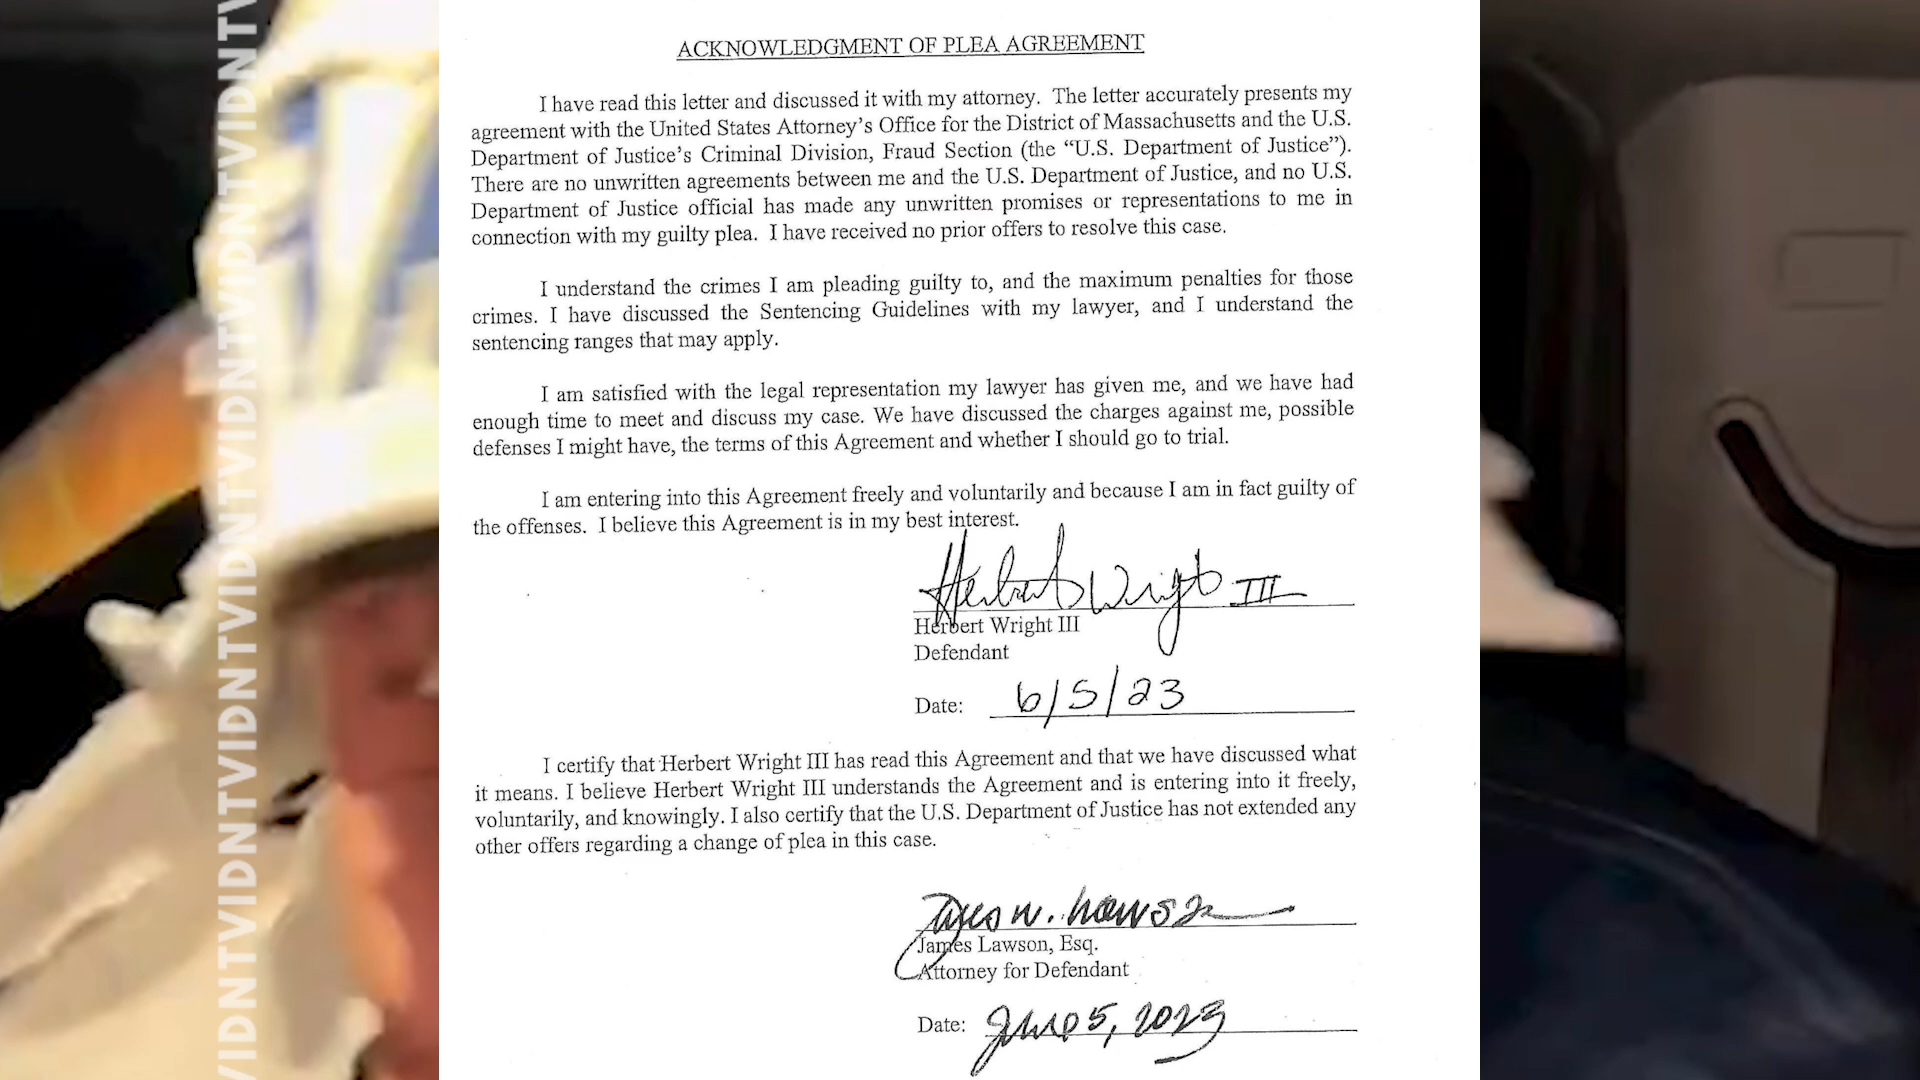 ACKNOWLEDGMENT OF PLEA AGREEMENT
I have read this letter and discussed it with my attorney. The letter accurately presents my
agreement with the United States Attorney's Office for the District of Massachusetts and the U.S.
Department of Justice's Criminal Division, Fraud Section (the “U.S. Department of Justice”).
There are no unwritten agreements between me and the U.S. Department of Justice, and no U.S.
Department of Justice official has made any unwritten promises or representations to me in
connection with my guilty plea. I have received no prior offers to resolve this case.
I understand the crimes I am pleading guilty to, and the maximum penalties for those
crimes. I have discussed the Sentencing Guidelines with my lawyer, and I understand the
sentencing ranges that may apply.
I am satisfied with the legal representation my lawyer has given me, and we have had
enough time to meet and discuss my case. We have discussed the charges against me, possible
defenses I might have, the terms of this Agreement and whether I should go to trial.
I am entering into this Agreement freely and voluntarily and because I am in fact guilty of
the offenses. I believe this Agreement is in my best interest.
Herbert Wright III
Herbert Wright III
Defendant
Date: 6/5/23
I certify that Herbert Wright III has read this Agreement and that we have discussed what
it means. I believe Herbert Wright III understands the Agreement and is entering into it freely,
voluntarily, and knowingly. I also certify that the U.S. Department of Justice has not extended any
other offers regarding a change of plea in this case.
James W. Lawson
James Lawson, Esq.
Attorney for Defendant
Date: June 5, 2023
VIDNTVIDNTVIDNTVIDNTVIDNTVIDNTV